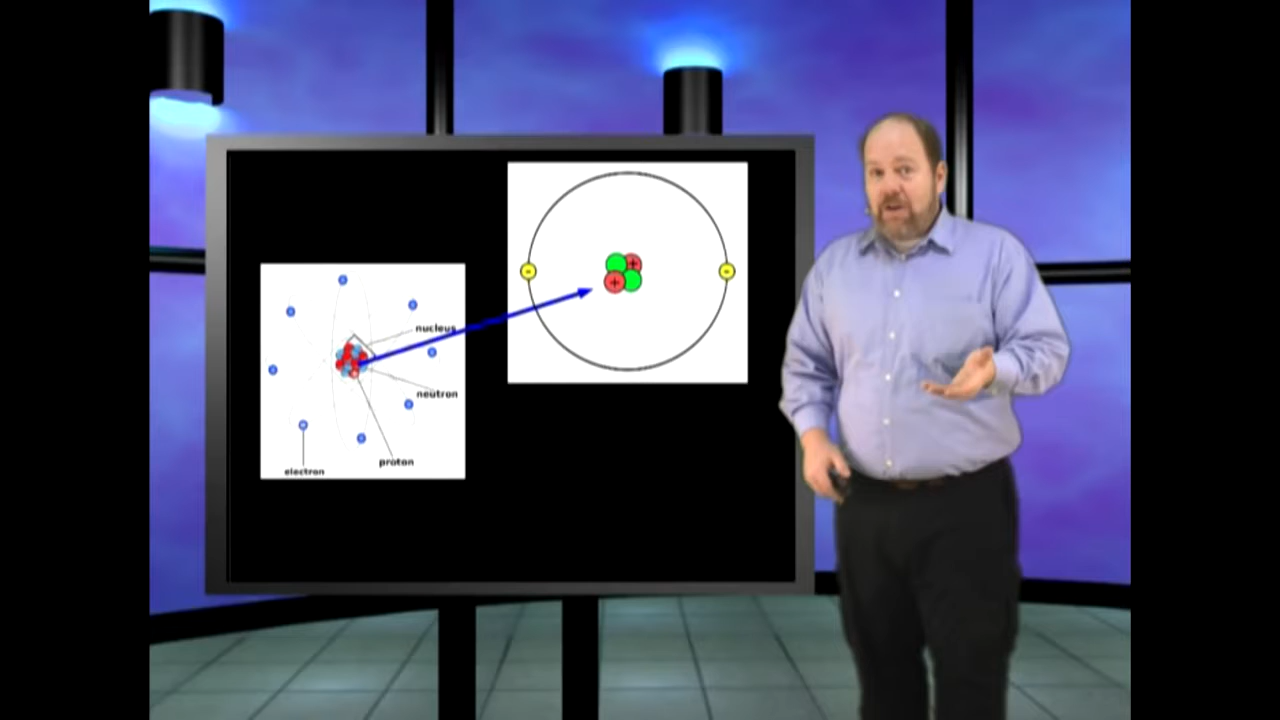 nucleus
neutron
proton
electron
+
+
-
-